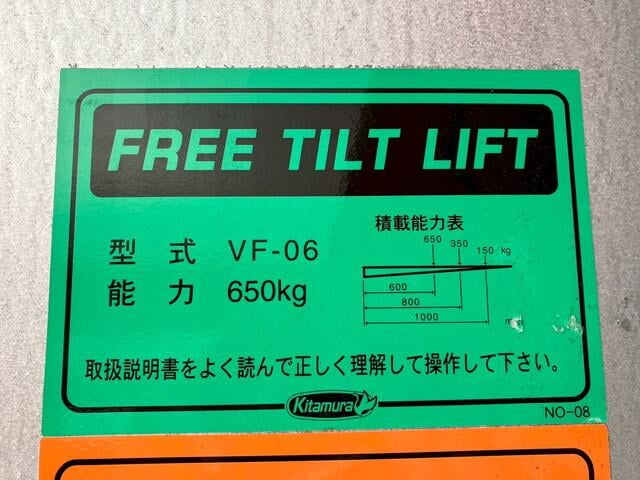 FREE TILT LIFT
型式 VF-06
能力 650kg
積載能力表
650 350 150 kg
600
800
1000
取扱説明書をよく読んで正しく理解して操作して下さい。
Kitamura
NO-08